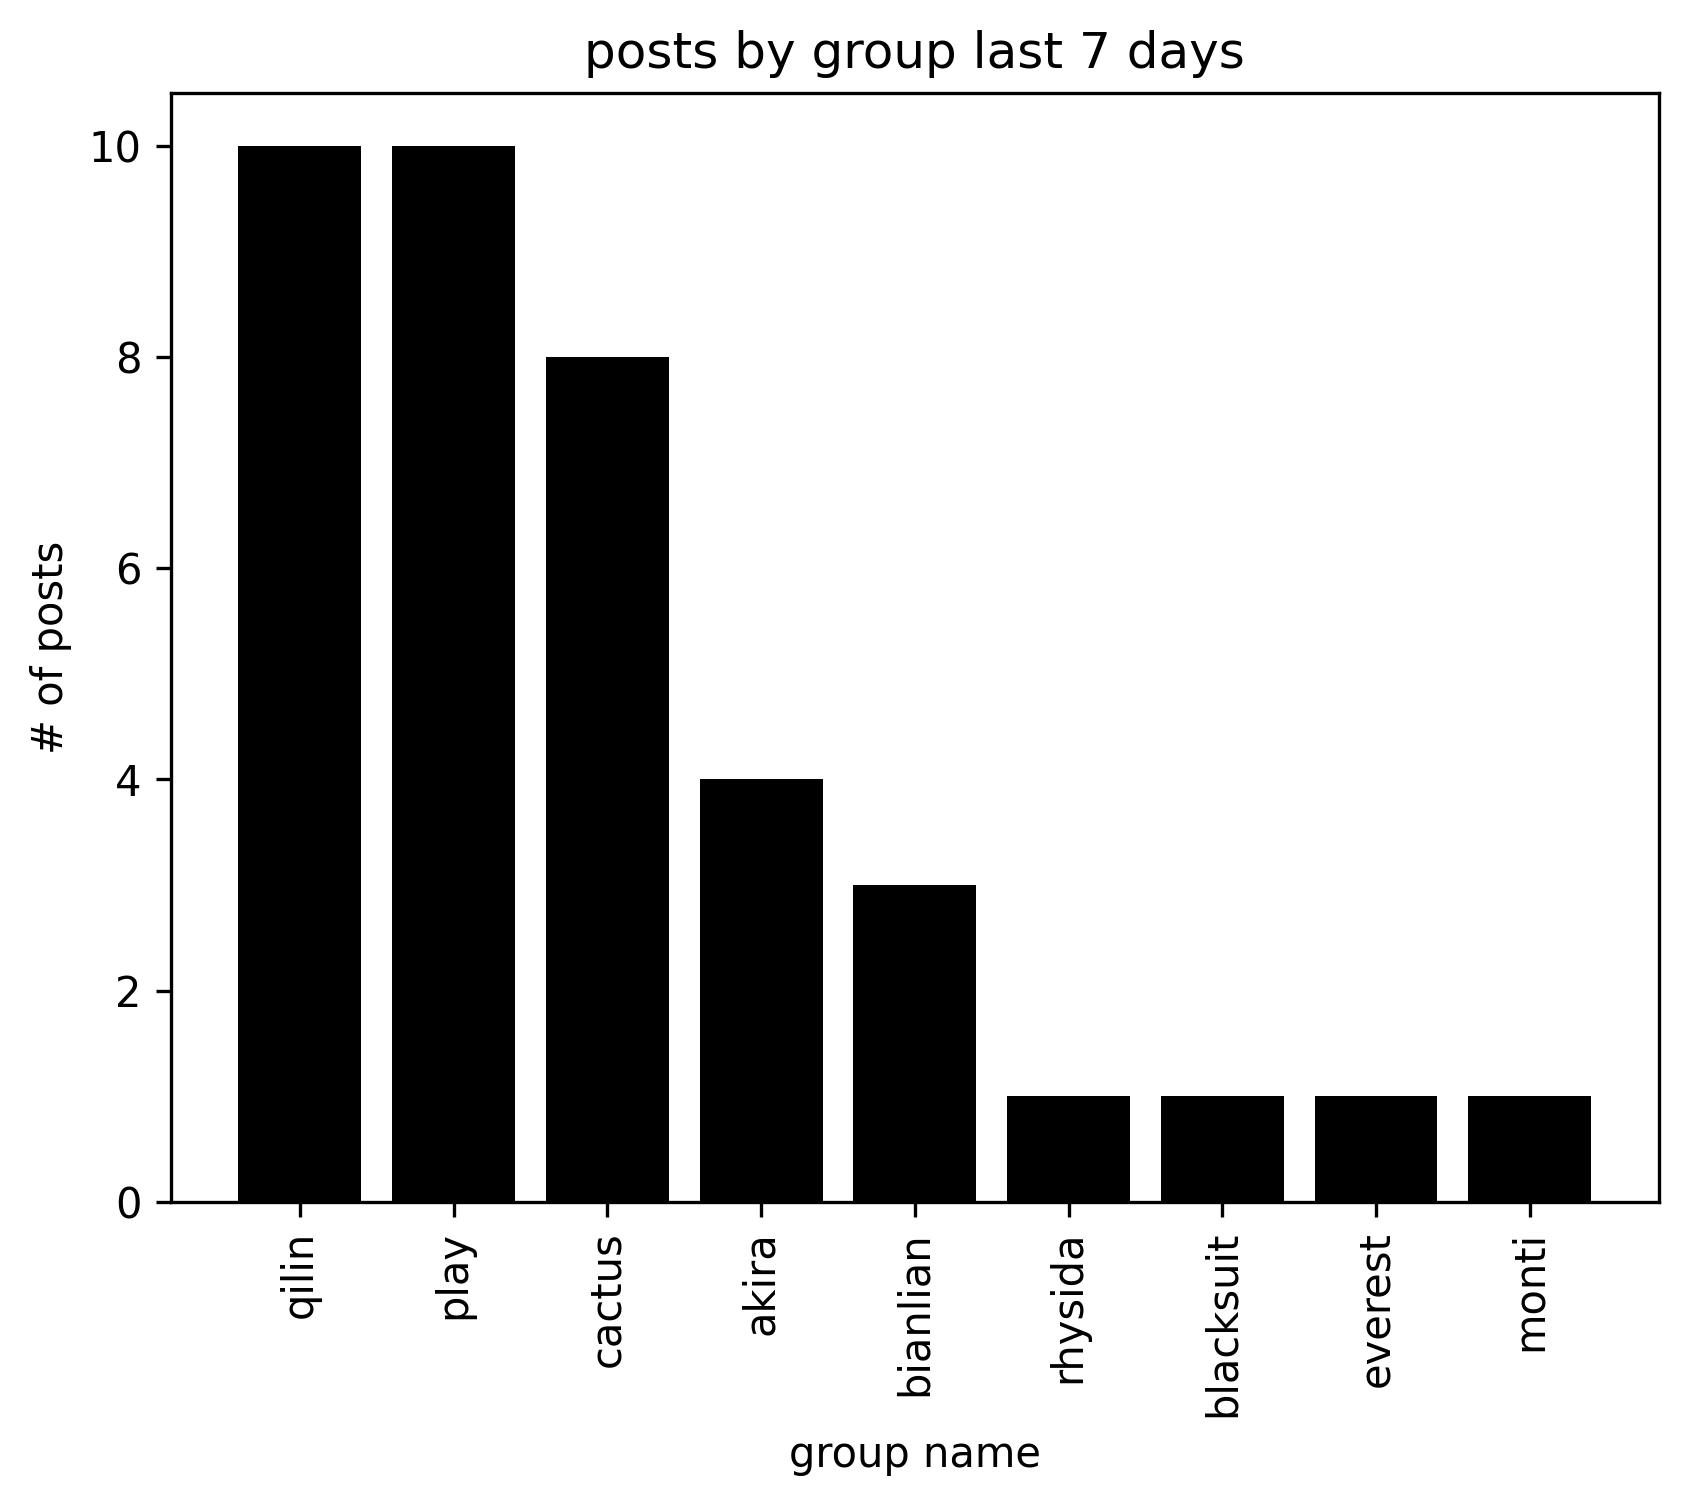 posts by group last 7 days
10
8
6
4
2
0
# of posts
qilin
play
cactus
akira
bianlian
rhysida
blacksuit
everest
monti
group name